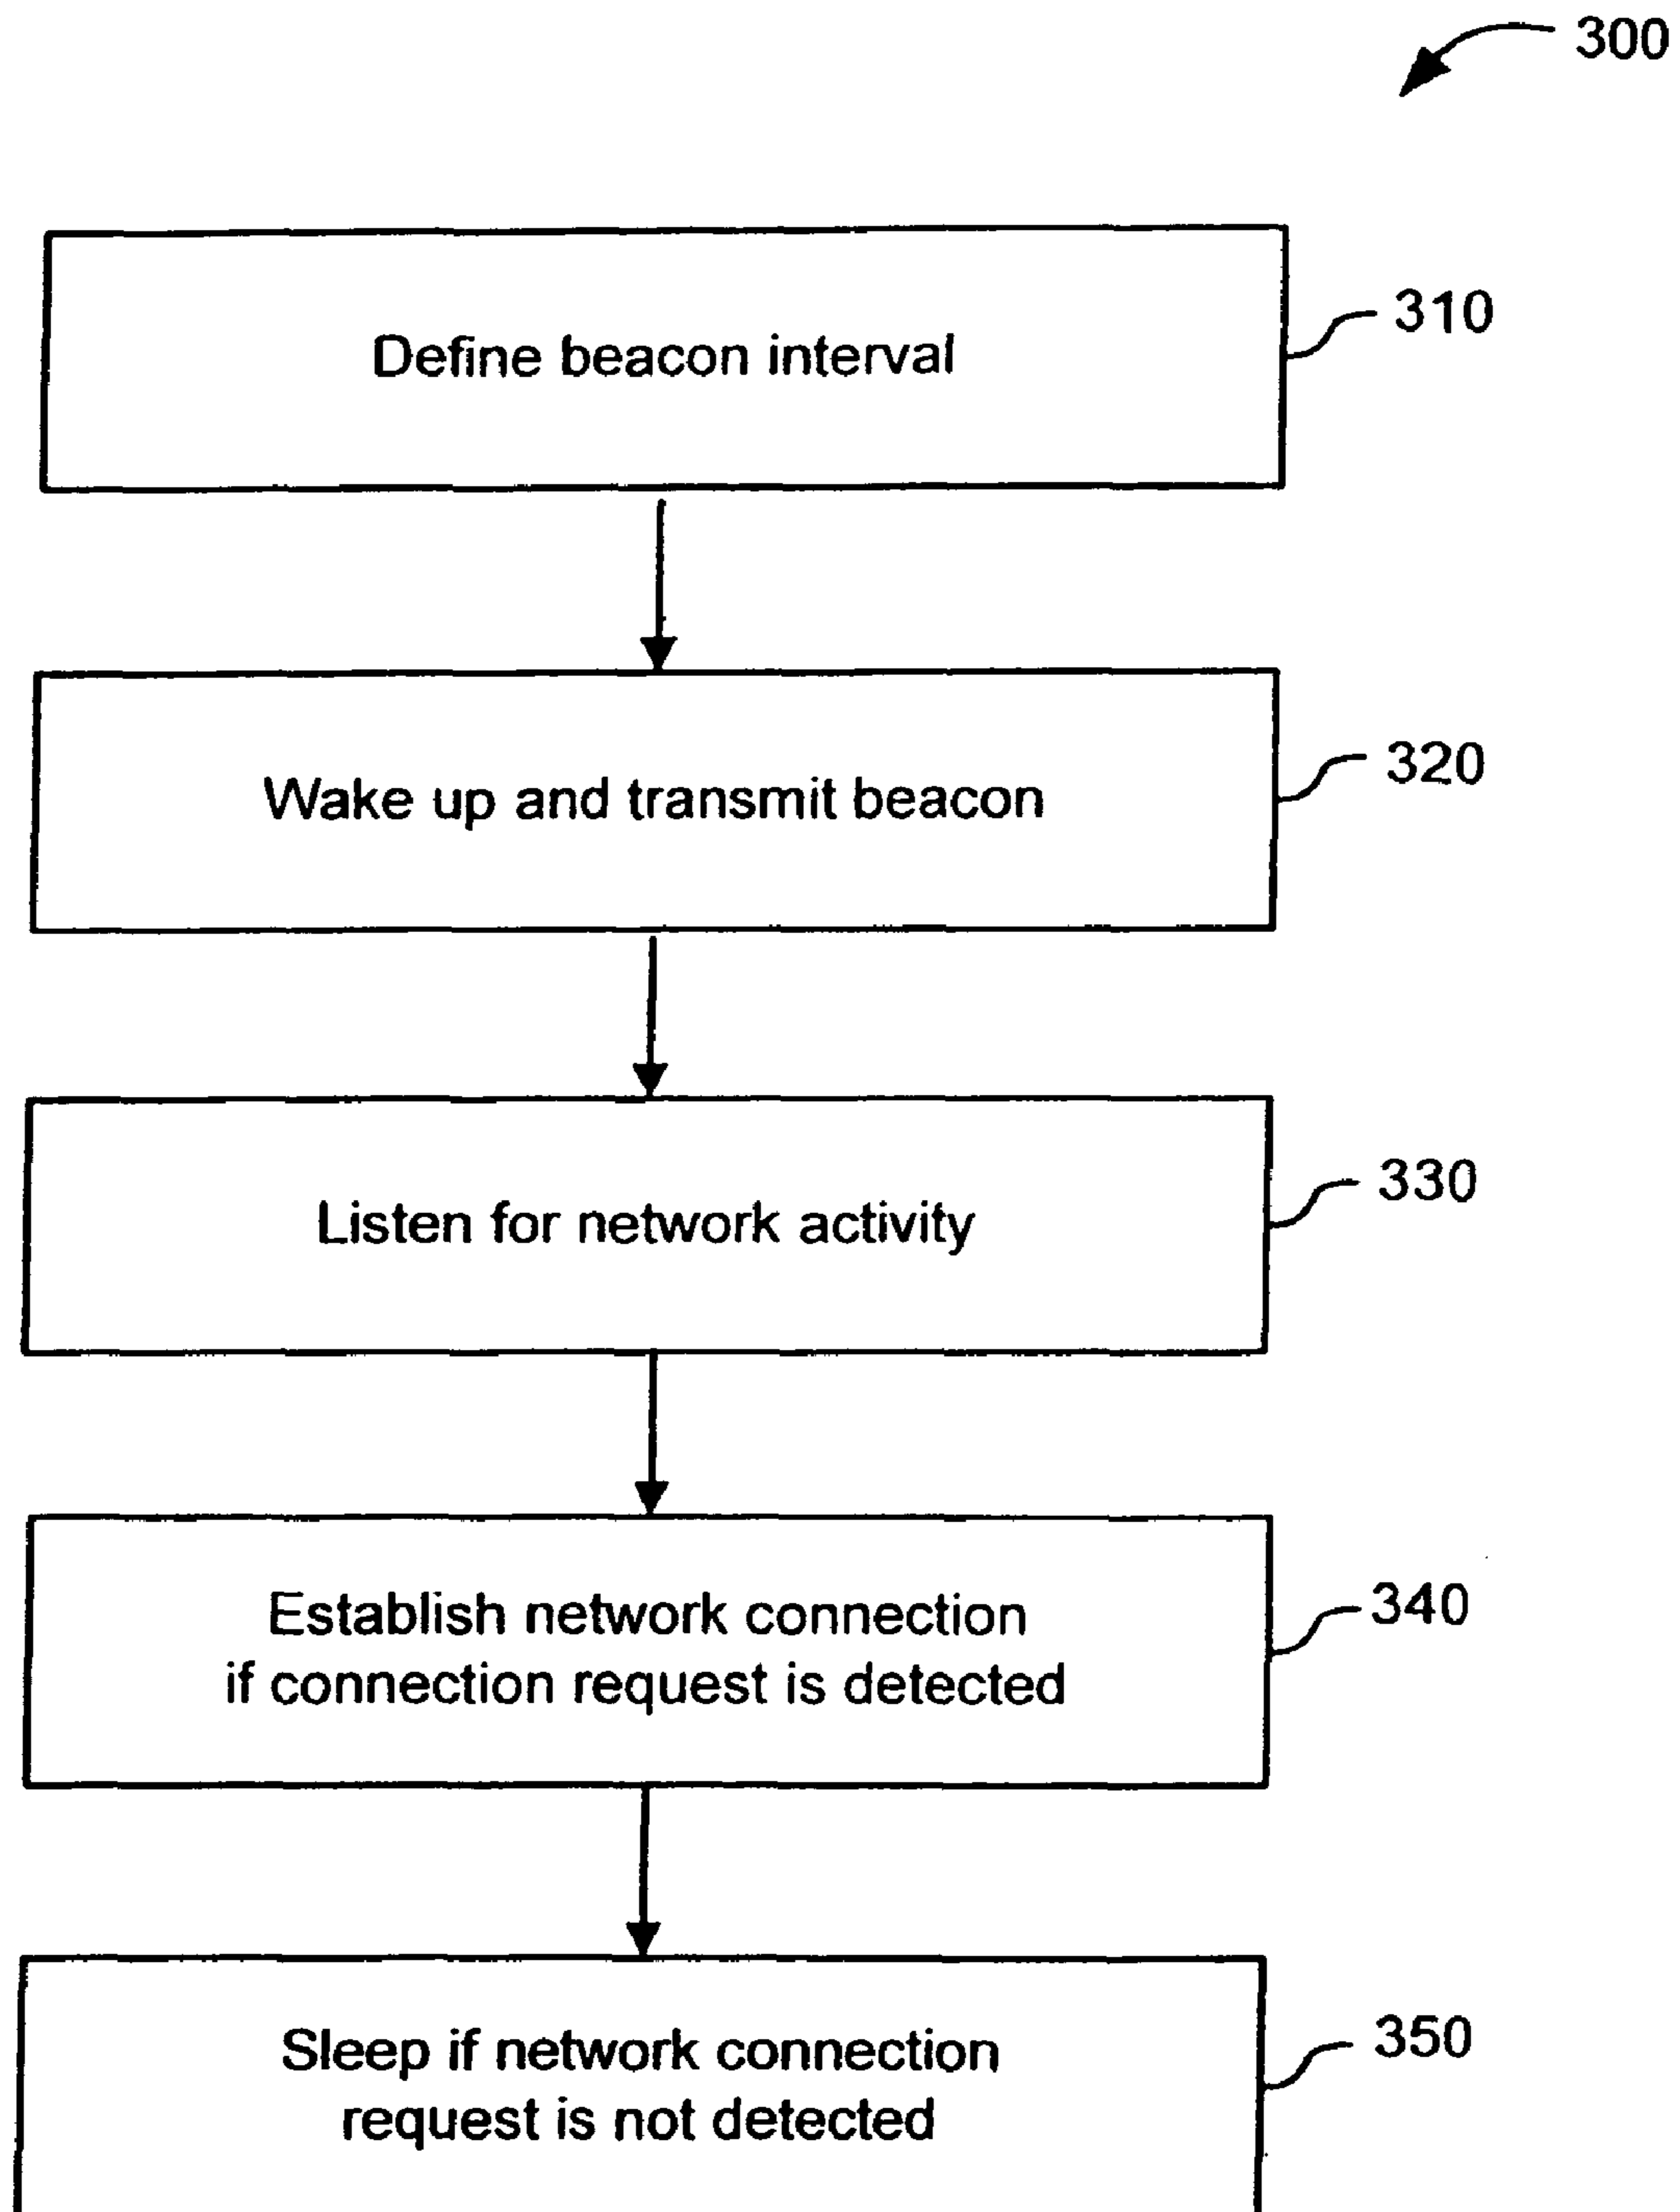 300
Define beacon interval
310
Wake up and transmit beacon
320
Listen for network activity
330
Establish network connection
if connection request is detected
340
Sleep if network connection
request is not detected
350